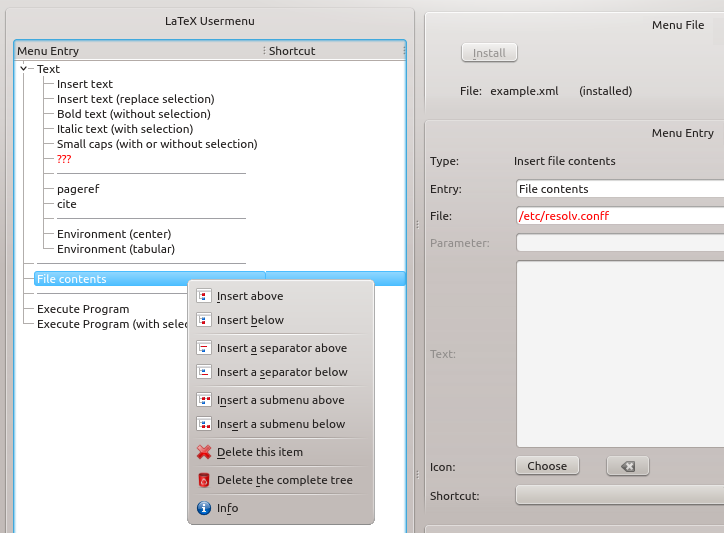 LaTeX Usermenu
Menu Entry Shortcut
Text
Insert text
Insert text (replace selection)
Bold text (without selection)
Italic text (with selection)
Small caps (with or without selection)
???
pageref
cite
Environment (center)
Environment (tabular)
File contents
Execute Program
Execute Program (with selec
Insert above
Insert below
Insert a separator above
Insert a separator below
Insert a submenu above
Insert a submenu below
Delete this item
Delete the complete tree
Info
Menu File
Install
File: example.xml (installed)
Menu Entry
Type: Insert file contents
Entry: File contents
File: /etc/resolv.conff
Parameter:
Text:
Icon: Choose
Shortcut: